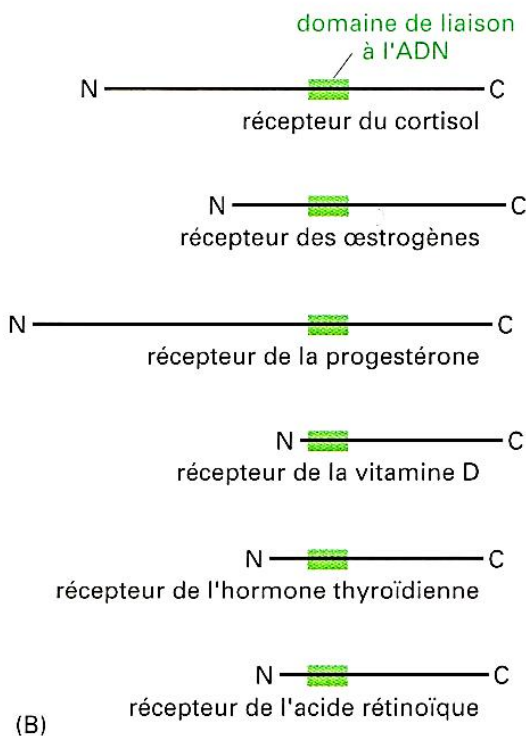 domaine de liaison
à l'ADN
N C
récepteur du cortisol
N C
récepteur des œstrogènes
N C
récepteur de la progestérone
N C
récepteur de la vitamine D
N C
récepteur de l'hormone thyroïdienne
N C
récepteur de l'acide rétinoïque
(B)